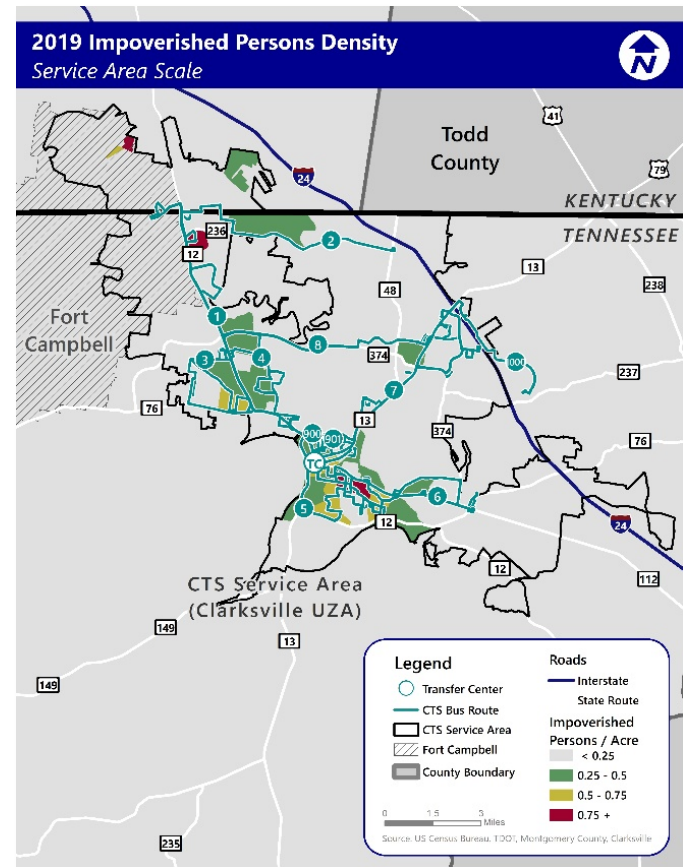 2019 Impoverished Persons Density
Service Area Scale
N
41
Todd
County
24
79
KENTUCKY
TENNESSEE
236
12
2
13
48
238
Fort
Campbell
1
8
374
1000
3
4
237
7
76
13
374
900
901
76
TC
6
5
12
24
12
112
CTS Service Area
(Clarksville UZA)
149
13
149
235
Legend
Transfer Center
CTS Bus Route
CTS Service Area
Fort Campbell
County Boundary
0 1.5 3
Miles
Roads
Interstate
State Route
Impoverished
Persons / Acre
< 0.25
0.25 - 0.5
0.5 - 0.75
0.75 +
Source: US Census Bureau, TDOT, Montgomery County, Clarksville